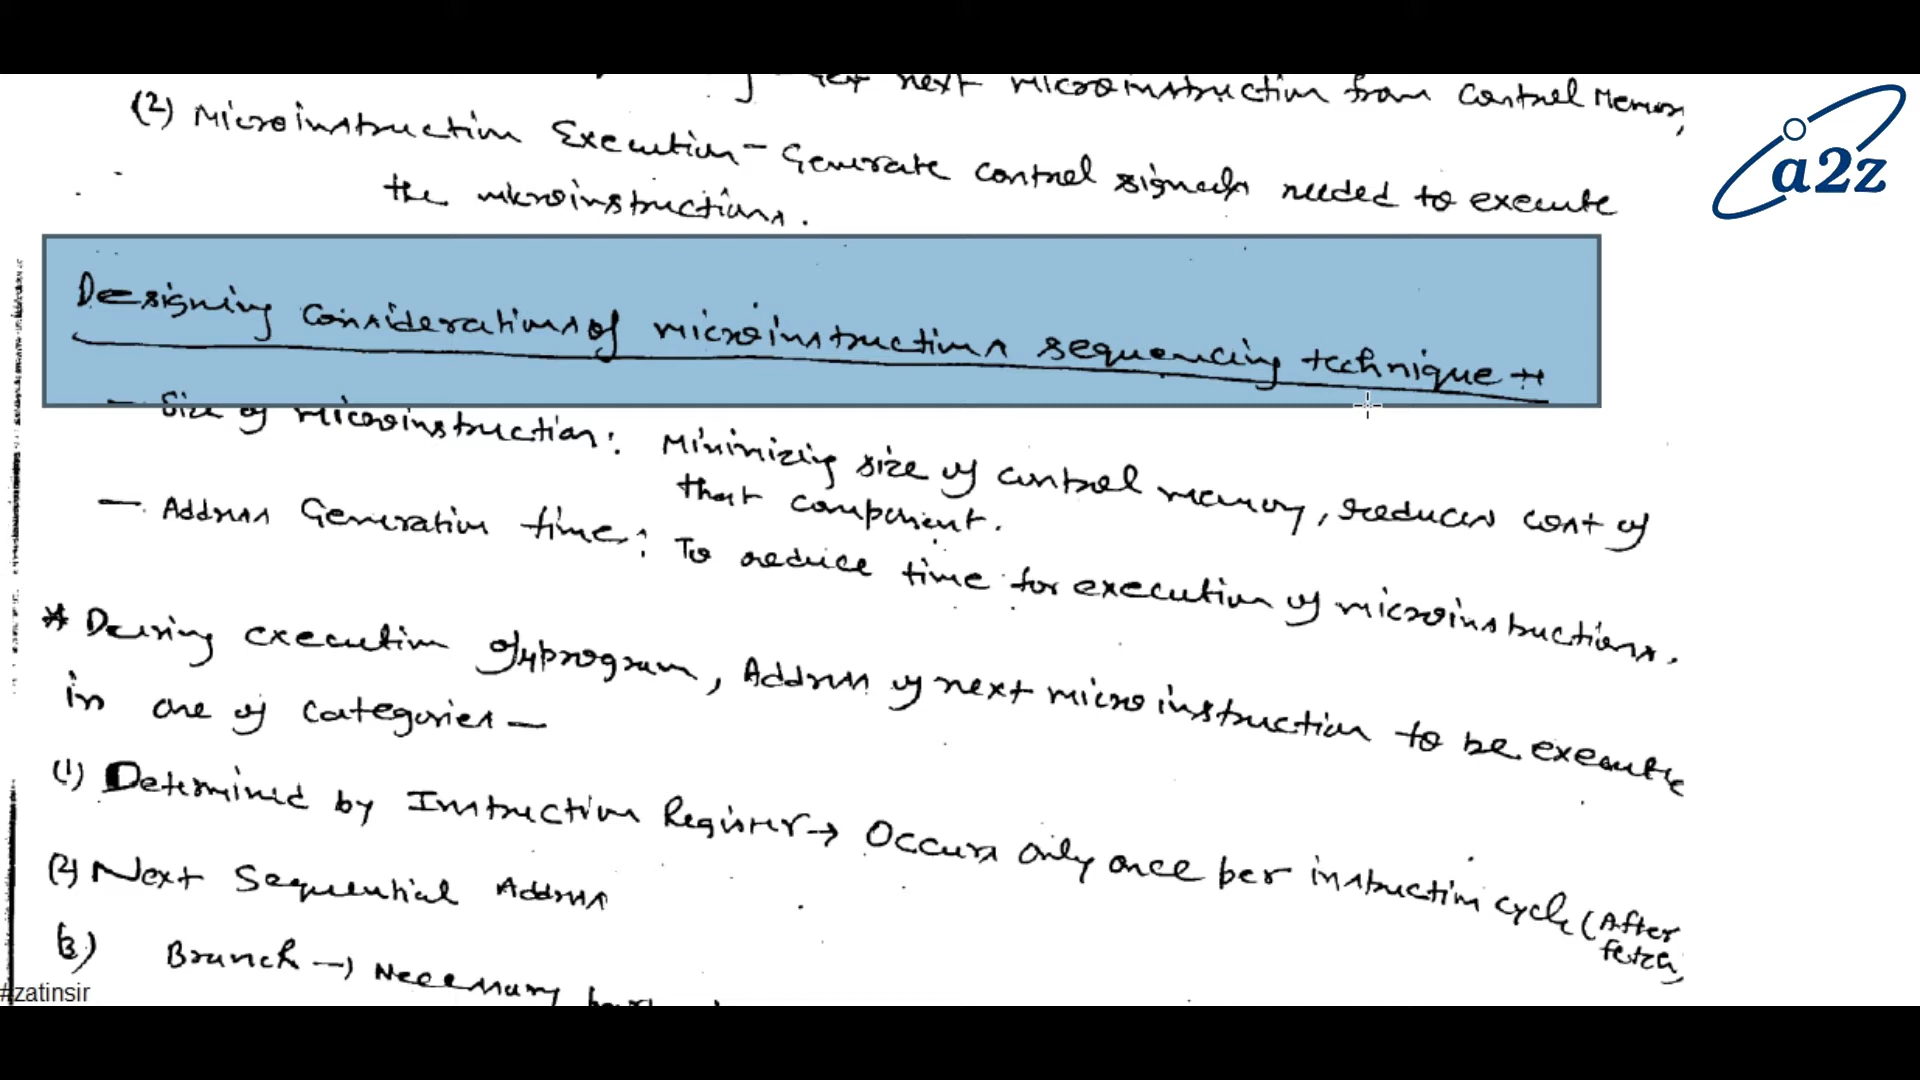 next microinstruction from Control Memory
(2) Microinstruction Execution - Generate control signals needed to execute
the microinstructions.
a2z
Designing Considerations of microinstructions sequencing technique →
- Size of microinstruction: Minimizing size of control memory, reduces cost of
that component.
- Address Generation time: To reduce time for execution of microinstructions.
* During execution of μprogram, Address of next microinstruction to be execute
in one of categories -
(1) Determined by Instruction Register → Occurs only once per instruction cycle (After
fetch)
(2) Next Sequential Address
(3) Branch → Necessary
#zatinsir